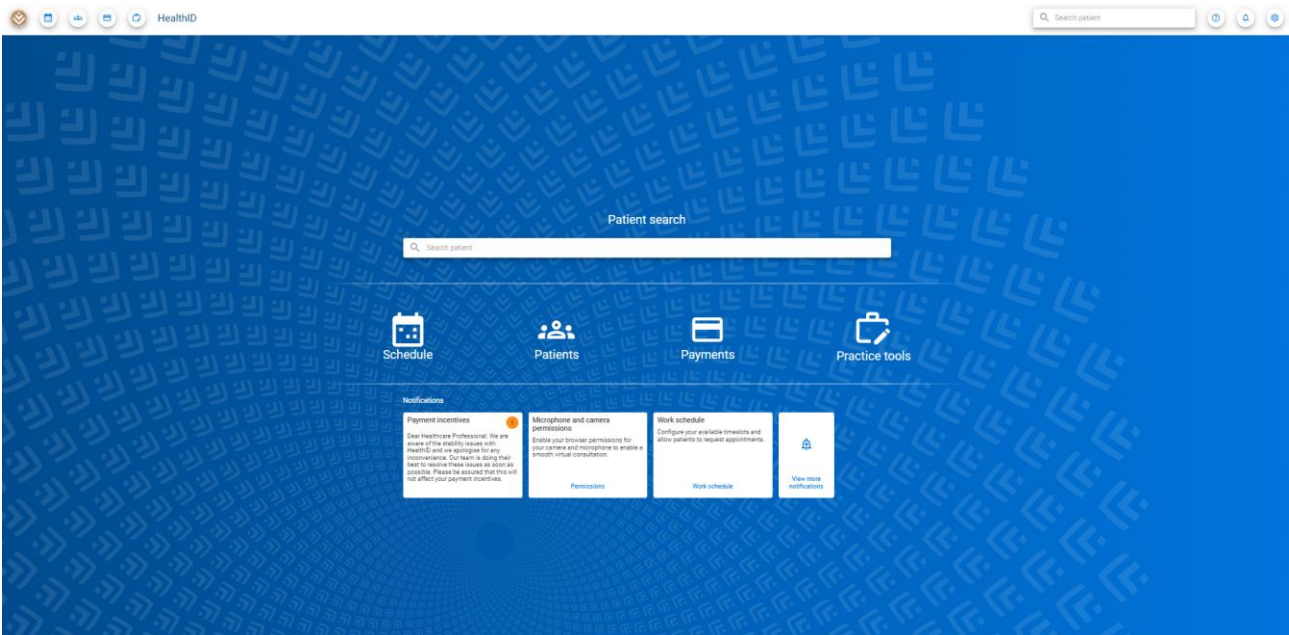 HealthID
Search patient
Patient search
Search patient
Schedule
Patients
Payments
Practice tools
Notifications
Payment incentives
!
Dear Healthcare Professional. We are
aware of the stability issues with
HealthID and we apologise for any
inconvenience. Our team is doing their
best to resolve these issues as soon as
possible. Please be assured that this will
not affect your payment incentives.
Microphone and camera
permissions
Enable your browser permissions for
your camera and microphone to enable a
smooth virtual consultation.
Permissions
Work schedule
Configure your available timeslots and
allow patients to request appointments.
Work schedule
View more
notifications